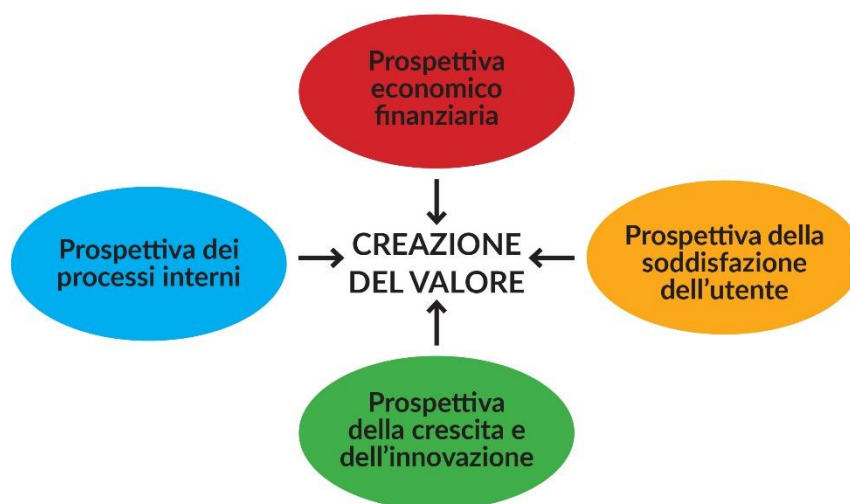 Prospettiva
economico
finanziaria
Prospettiva dei
processi interni
CREAZIONE
DEL VALORE
Prospettiva della
soddisfazione
dell'utente
Prospettiva
della crescita e
dell'innovazione